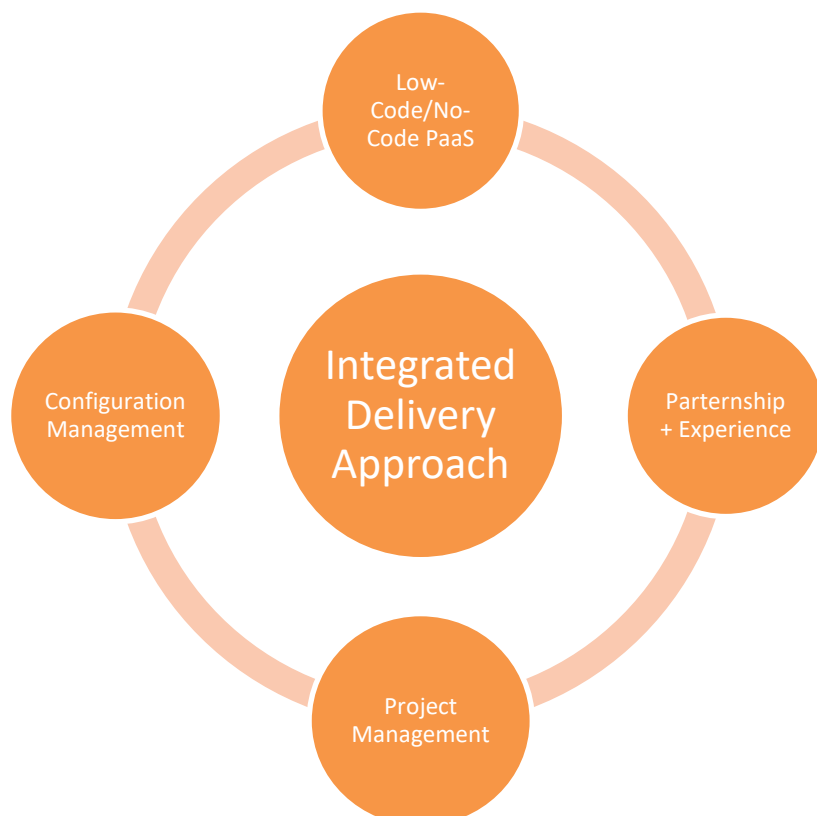 Low-
Code/No-
Code PaaS
Integrated
Delivery
Approach
Configuration
Management
Parternship
+ Experience
Project
Management